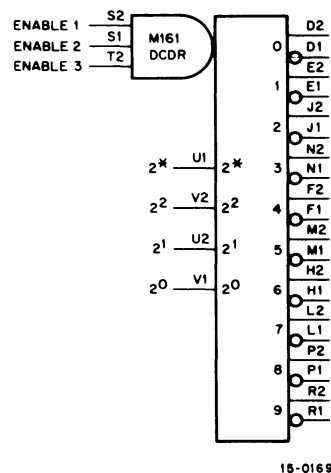 D2
S2
ENABLE 1
M161
0
D1
S1
ENABLE 2
E2
T2
DCDR
ENABLE 3
1
E1
J2
2
J1
N2
U1
2*
2*
3
N1
F2
V2
2²
2²
4
F1
M2
U2
2¹
2¹
5
M1
H2
V1
2⁰
2⁰
6
H1
L2
7
L1
P2
8
P1
R2
9
R1
15-0169